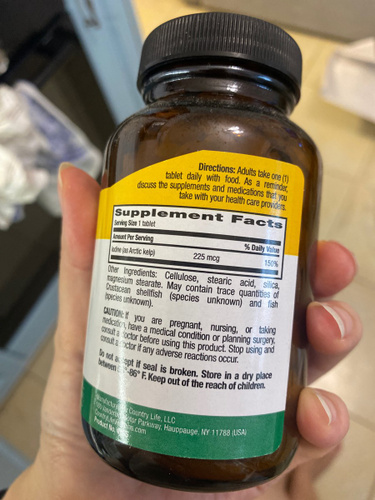 Directions: Adults take one (1)
tablet daily with food. As a reminder,
discuss the supplements and medications that you
take with your health care providers.
Supplement Facts
Serving Size 1 tablet
Amount Per Serving % Daily Value
Iodine (as Arctic kelp) 225 mcg 150%
Other ingredients: Cellulose, stearic acid, silica,
magnesium stearate. May contain trace quantities of
Crustacean shellfish (species unknown) and fish
(species unknown).
CAUTION: If you are pregnant, nursing, or taking
medication, have a medical condition or planning surgery,
consult a doctor before using this product. Stop using and
consult a doctor if any adverse reactions occur.
Do not accept if seal is broken. Store in a dry place
between F. Keep out of the reach of children.
Country Life, LLC
Parkway, Hauppauge, NY 11788 (USA)
Product No.